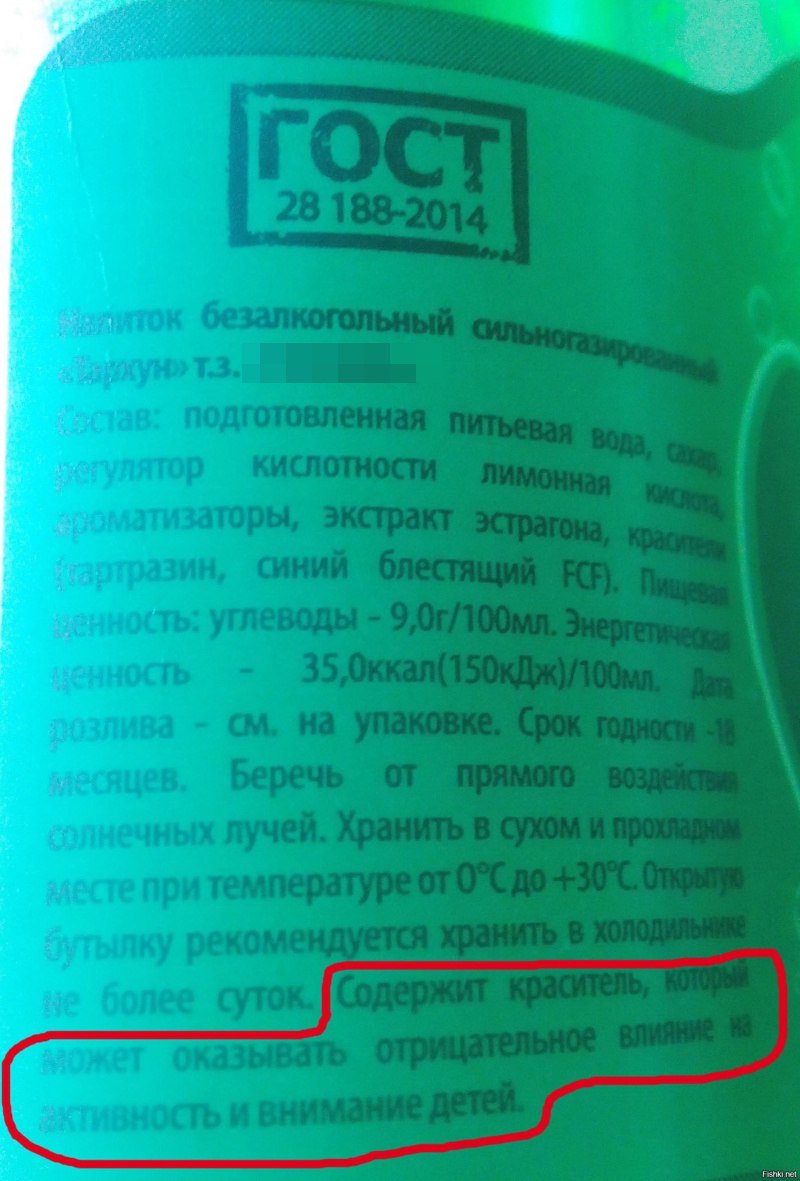 ГОСТ
28 188-2014
Напиток безалкогольный сильногазированный
«Тархун» т.з.
Состав: подготовленная питьевая вода, сахар,
регулятор кислотности лимонная кислота,
ароматизаторы, экстракт эстрагона, красители
(тартразин, синий блестящий FCF). Пищевая
ценность: углеводы - 9,0г/100мл. Энергетическая
ценность - 35,0ккал(150кДж)/100мл. Дата
розлива - см. на упаковке. Срок годности -18
месяцев. Беречь от прямого воздействия
солнечных лучей. Хранить в сухом и прохладном
месте при температуре от 0°С до +30°С. Открытую
бутылку рекомендуется хранить в холодильнике
не более суток. Содержит краситель, который
может оказывать отрицательное влияние на
активность и внимание детей.
Fishki.net